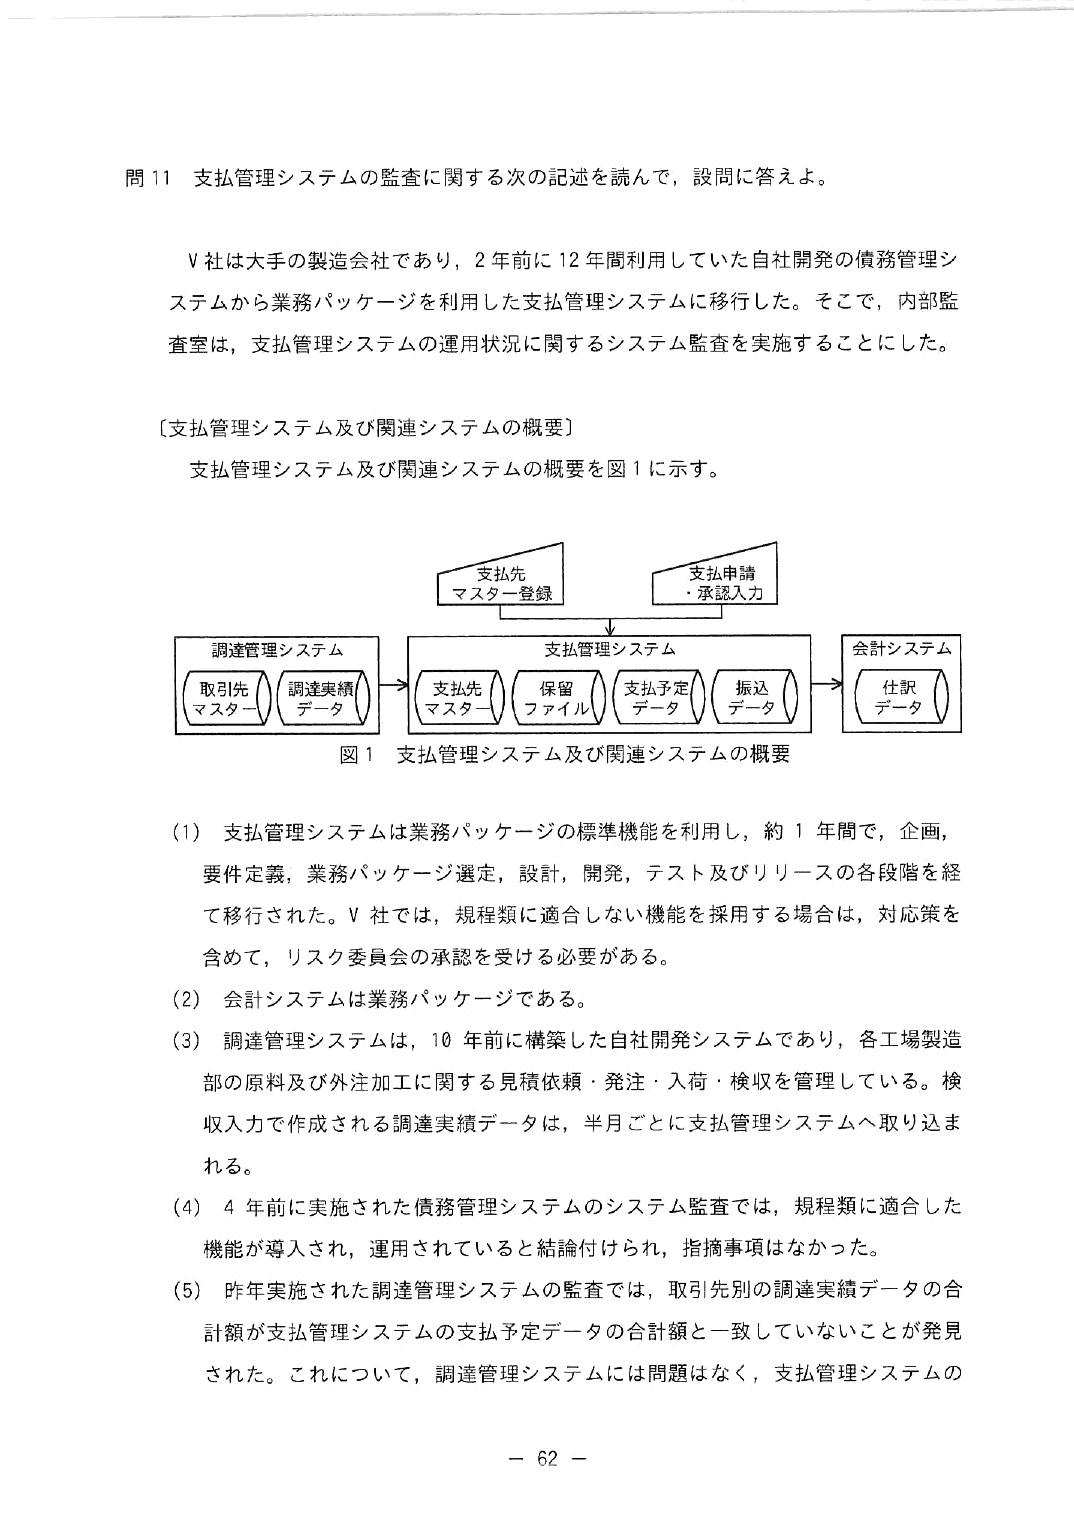 問11 支払管理システムの監査に関する次の記述を読んで，設問に答えよ。
V 社は大手の製造会社であり，2 年前に 12 年間利用していた自社開発の債務管理シ
ステムから業務パッケージを利用した支払管理システムに移行した。そこで，内部監
査室は，支払管理システムの運用状況に関するシステム監査を実施することにした。
〔支払管理システム及び関連システムの概要〕
支払管理システム及び関連システムの概要を図 1 に示す。
支払先
マスター登録
支払申請
・承認入力
調達管理システム
取引先
マスター
調達実績
データ
支払管理システム
支払先
マスター
保留
ファイル
支払予定
データ
振込
データ
会計システム
仕訳
データ
図 1 支払管理システム及び関連システムの概要
(1) 支払管理システムは業務パッケージの標準機能を利用し，約 1 年間で，企画，
要件定義，業務パッケージ選定，設計，開発，テスト及びリリースの各段階を経
て移行された。V 社では，規程類に適合しない機能を採用する場合は，対応策を
含めて，リスク委員会の承認を受ける必要がある。
(2) 会計システムは業務パッケージである。
(3) 調達管理システムは，10 年前に構築した自社開発システムであり，各工場製造
部の原料及び外注加工に関する見積依頼・発注・入荷・検収を管理している。検
収入力で作成される調達実績データは，半月ごとに支払管理システムへ取り込ま
れる。
(4) 4 年前に実施された債務管理システムのシステム監査では，規程類に適合した
機能が導入され，運用されていると結論付けられ，指摘事項はなかった。
(5) 昨年実施された調達管理システムの監査では，取引先別の調達実績データの合
計額が支払管理システムの支払予定データの合計額と一致していないことが発見
された。これについて，調達管理システムには問題はなく，支払管理システムの
－ 62 －